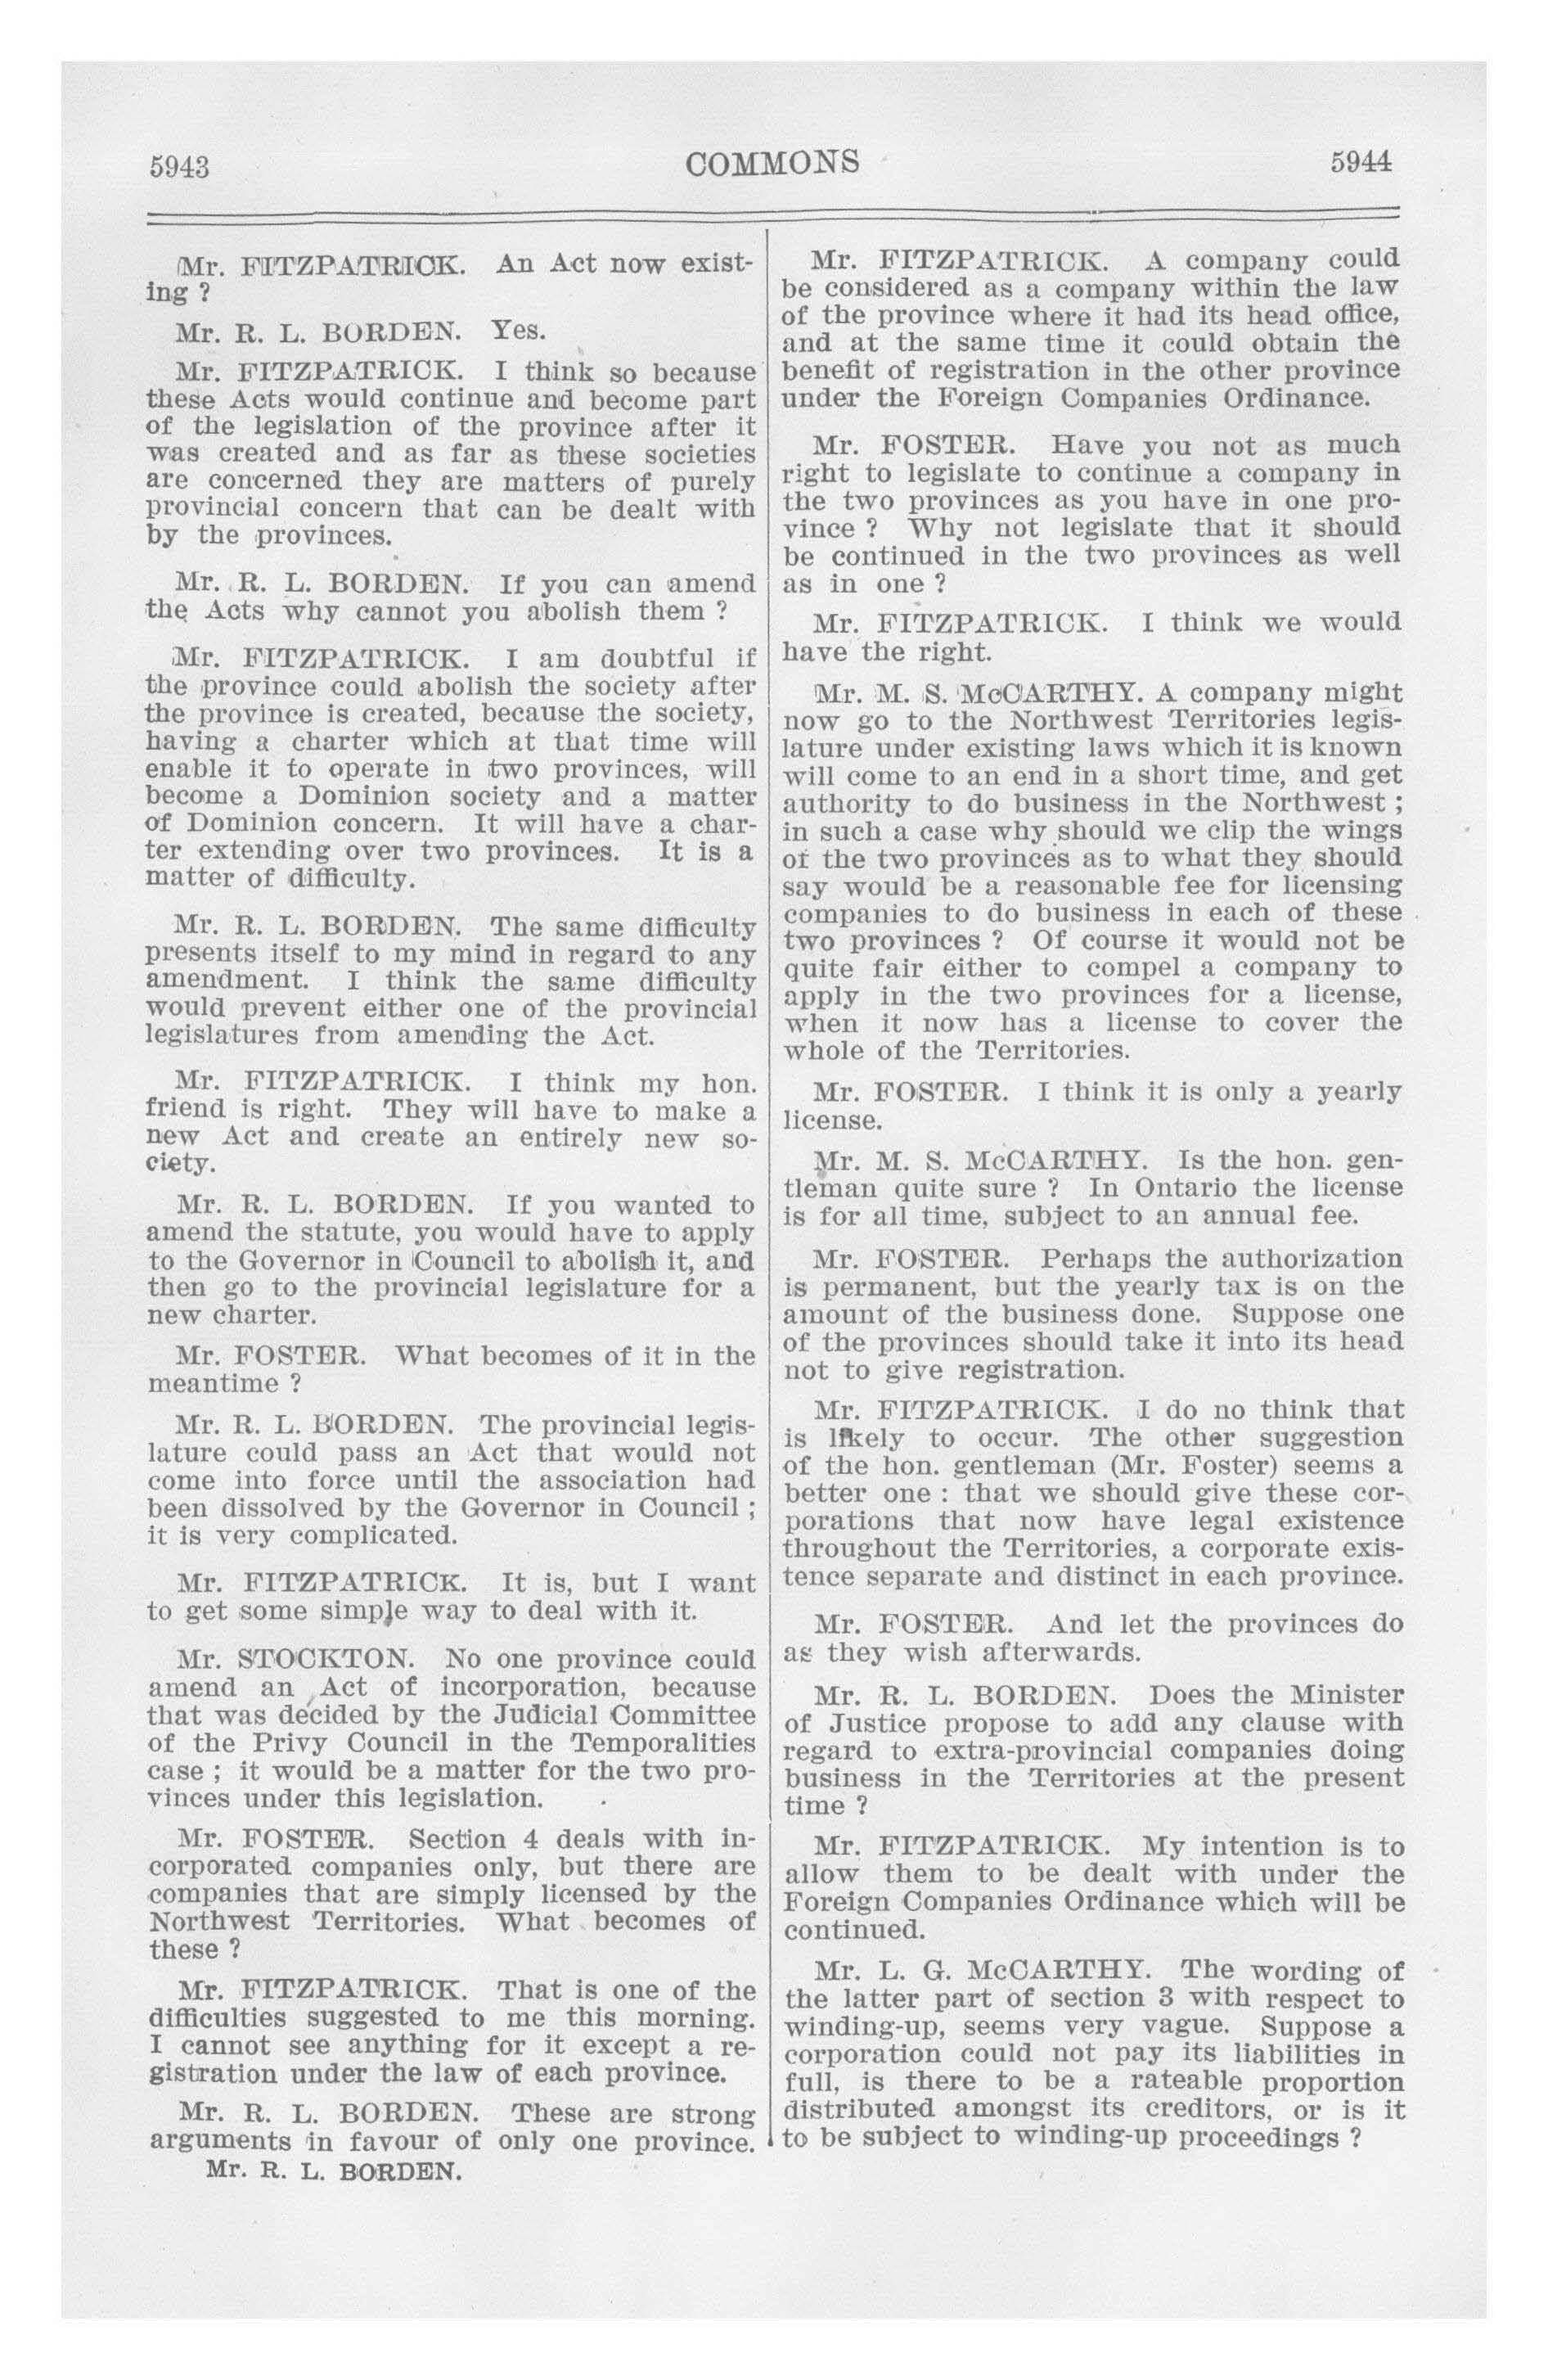 5943
COMMONS
5944
Mr. FITZPATRICK. An Act now exist-
ing ?
Mr. R. L. BORDEN. Yes.
Mr. FITZPATRICK. I think so because
these Acts would continue and become part
of the legislation of the province after it
was created and as far as these societies
are concerned they are matters of purely
provincial concern that can be dealt with
by the provinces.
Mr. R. L. BORDEN. If you can amend
the Acts why cannot you abolish them ?
Mr. FITZPATRICK. I am doubtful if
the province could abolish the society after
the province is created, because the society,
having a charter which at that time will
enable it to operate in two provinces, will
become a Dominion society and a matter
of Dominion concern. It will have a char-
ter extending over two provinces. It is a
matter of difficulty.
Mr. R. L. BORDEN. The same difficulty
presents itself to my mind in regard to any
amendment. I think the same difficulty
would prevent either one of the provincial
legislatures from amending the Act.
Mr. FITZPATRICK. I think my hon.
friend is right. They will have to make a
new Act and create an entirely new so-
ciety.
Mr. R. L. BORDEN. If you wanted to
amend the statute, you would have to apply
to the Governor in Council to abolish it, and
then go to the provincial legislature for a
new charter.
Mr. FOSTER. What becomes of it in the
meantime ?
Mr. R. L. BORDEN. The provincial legis-
lature could pass an Act that would not
come into force until the association had
been dissolved by the Governor in Council ;
it is very complicated.
Mr. FITZPATRICK. It is, but I want
to get some simple way to deal with it.
Mr. STOCKTON. No one province could
amend an Act of incorporation, because
that was decided by the Judicial Committee
of the Privy Council in the Temporalities
case ; it would be a matter for the two pro-
vinces under this legislation.
Mr. FOSTER. Section 4 deals with in-
corporated companies only, but there are
companies that are simply licensed by the
Northwest Territories. What becomes of
these ?
Mr. FITZPATRICK. That is one of the
difficulties suggested to me this morning.
I cannot see anything for it except a re-
gistration under the law of each province.
Mr. R. L. BORDEN. These are strong
arguments in favour of only one province.
Mr. R. L. BORDEN.
Mr. FITZPATRICK. A company could
be considered as a company within the law
of the province where it had its head office,
and at the same time it could obtain the
benefit of registration in the other province
under the Foreign Companies Ordinance.
Mr. FOSTER. Have you not as much
right to legislate to continue a company in
the two provinces as you have in one pro-
vince ? Why not legislate that it should
be continued in the two provinces as well
as in one ?
Mr. FITZPATRICK. I think we would
have the right.
Mr. M. S. McCARTHY. A company might
now go to the Northwest Territories legis-
lature under existing laws which it is known
will come to an end in a short time, and get
authority to do business in the Northwest ;
in such a case why should we clip the wings
of the two provinces as to what they should
say would be a reasonable fee for licensing
companies to do business in each of these
two provinces ? Of course it would not be
quite fair either to compel a company to
apply in the two provinces for a license,
when it now has a license to cover the
whole of the Territories.
Mr. FOSTER. I think it is only a yearly
license.
Mr. M. S. McCARTHY. Is the hon. gen-
tleman quite sure ? In Ontario the license
is for all time, subject to an annual fee.
Mr. FOSTER. Perhaps the authorization
is permanent, but the yearly tax is on the
amount of the business done. Suppose one
of the provinces should take it into its head
not to give registration.
Mr. FITZPATRICK. I do no think that
is likely to occur. The other suggestion
of the hon. gentleman (Mr. Foster) seems a
better one : that we should give these cor-
porations that now have legal existence
throughout the Territories, a corporate exis-
tence separate and distinct in each province.
Mr. FOSTER. And let the provinces do
as they wish afterwards.
Mr. R. L. BORDEN. Does the Minister
of Justice propose to add any clause with
regard to extra-provincial companies doing
business in the Territories at the present
time ?
Mr. FITZPATRICK. My intention is to
allow them to be dealt with under the
Foreign Companies Ordinance which will be
continued.
Mr. L. G. McCARTHY. The wording of
the latter part of section 3 with respect to
winding-up, seems very vague. Suppose a
corporation could not pay its liabilities in
full, is there to be a rateable proportion
distributed amongst its creditors, or is it
to be subject to winding-up proceedings ?